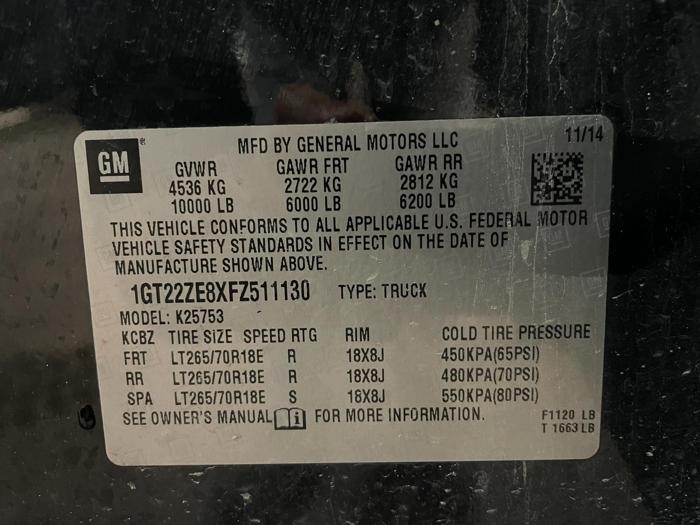 GM ® MFD BY GENERAL MOTORS LLC 11/14
GVWR GAWR FRT GAWR RR
4536 KG 2722 KG 2812 KG
10000 LB 6000 LB 6200 LB
THIS VEHICLE CONFORMS TO ALL APPLICABLE U.S. FEDERAL MOTOR
VEHICLE SAFETY STANDARDS IN EFFECT ON THE DATE OF
MANUFACTURE SHOWN ABOVE.
1GT22ZE8XFZ511130 TYPE: TRUCK
MODEL: K25753
KCBZ TIRE SIZE SPEED RTG RIM COLD TIRE PRESSURE
FRT LT265/70R18E R 18X8J 450KPA(65PSI)
RR LT265/70R18E R 18X8J 480KPA(70PSI)
SPA LT265/70R18E S 18X8J 550KPA(80PSI)
SEE OWNER'S MANUAL FOR MORE INFORMATION. F1120 LB
T 1663 LB